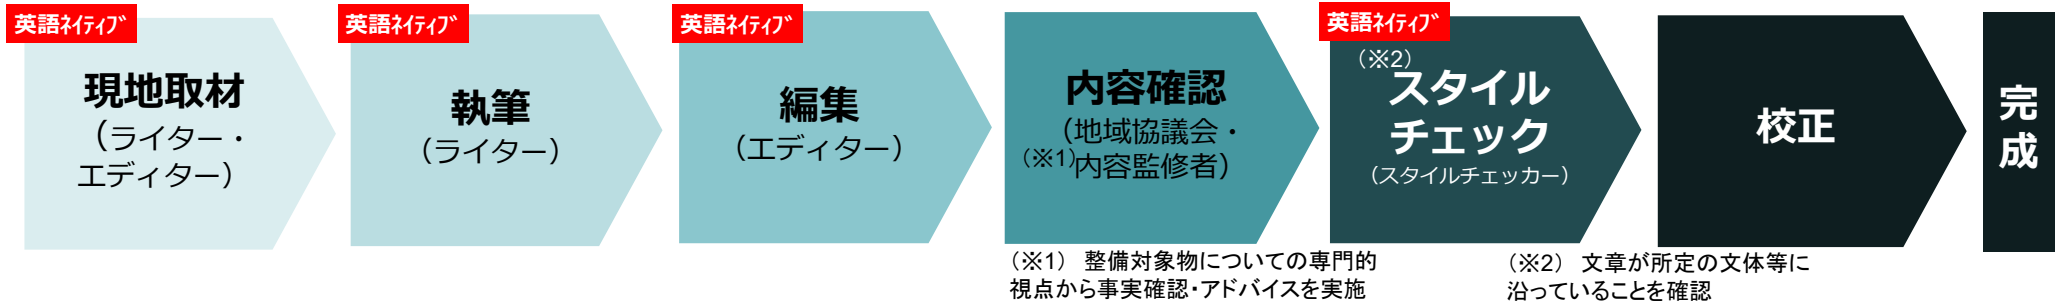 英語ﾈｲﾃｨﾌﾞ
現地取材
（ライター・
エディター）
英語ﾈｲﾃｨﾌﾞ
執筆
（ライター）
英語ﾈｲﾃｨﾌﾞ
編集
（エディター）
内容確認
（地域協議会・
（※1）内容監修者）
英語ﾈｲﾃｨﾌﾞ
（※2）
スタイル
チェック
（スタイルチェッカー）
校正
完成
（※1） 整備対象物についての専門的
視点から事実確認・アドバイスを実施
（※2） 文章が所定の文体等に
沿っていることを確認